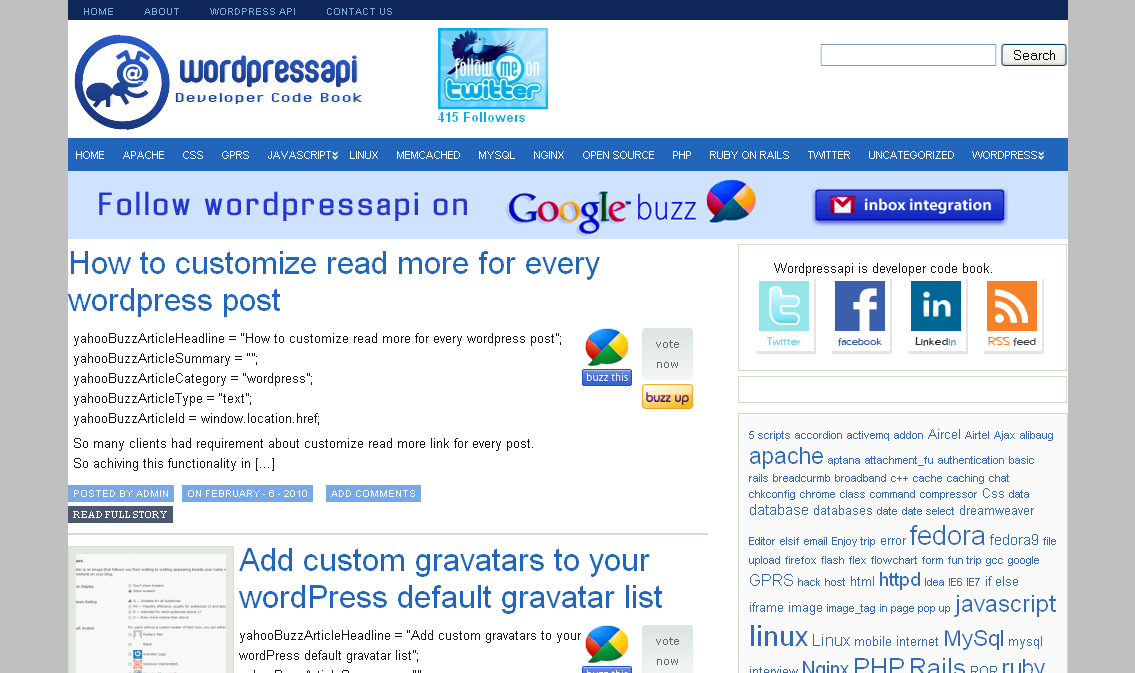 HOME ABOUT WORDPRESS API CONTACT US
wordpressapi
Developer Code Book
follow me on
twitter
415 Followers
Search
HOME APACHE CSS GPRS JAVASCRIPT LINUX MEMCACHED MYSQL NGINX OPEN SOURCE PHP RUBY ON RAILS TWITTER UNCATEGORIZED WORDPRESS
Follow wordpressapi on Google buzz inbox integration
How to customize read more for every
wordpress post
yahooBuzzArticleHeadline = "How to customize read more for every wordpress post";
yahooBuzzArticleSummary = "";
yahooBuzzArticleCategory = "wordpress";
yahooBuzzArticleType = "text";
yahooBuzzArticleId = window.location.href;
buzz this
vote
now
buzz up
So many clients had requirement about customize read more link for every post.
So achiving this functionality in [...]
POSTED BY ADMIN ON FEBRUARY - 6 - 2010 ADD COMMENTS
READ FULL STORY
Add custom gravatars to your
wordPress default gravatar list
yahooBuzzArticleHeadline = "Add custom gravatars to your
wordPress default gravatar list";
buzz this
vote
now
Wordpressapi is developer code book.
Twitter facebook LinkedIn RSS feed
5 scripts accordion activemq addon Aircel Airtel Ajax alibaug
apache aptana attachment_fu authentication basic
rails breadcurmb broadband c++ cache caching chat
chkconfig chrome class command compressor Css data
database databases date date select dreamweaver
Editor elsif email Enjoy trip error fedora fedora9 file
upload firefox flash flex flowchart form fun trip gcc google
GPRS hack host html httpd Idea IE6 IE7 if else
iframe image image_tag in page pop up javascript
linux Linux mobile internet MySql mysql
interview Nginx PHP Rails ROR ruby